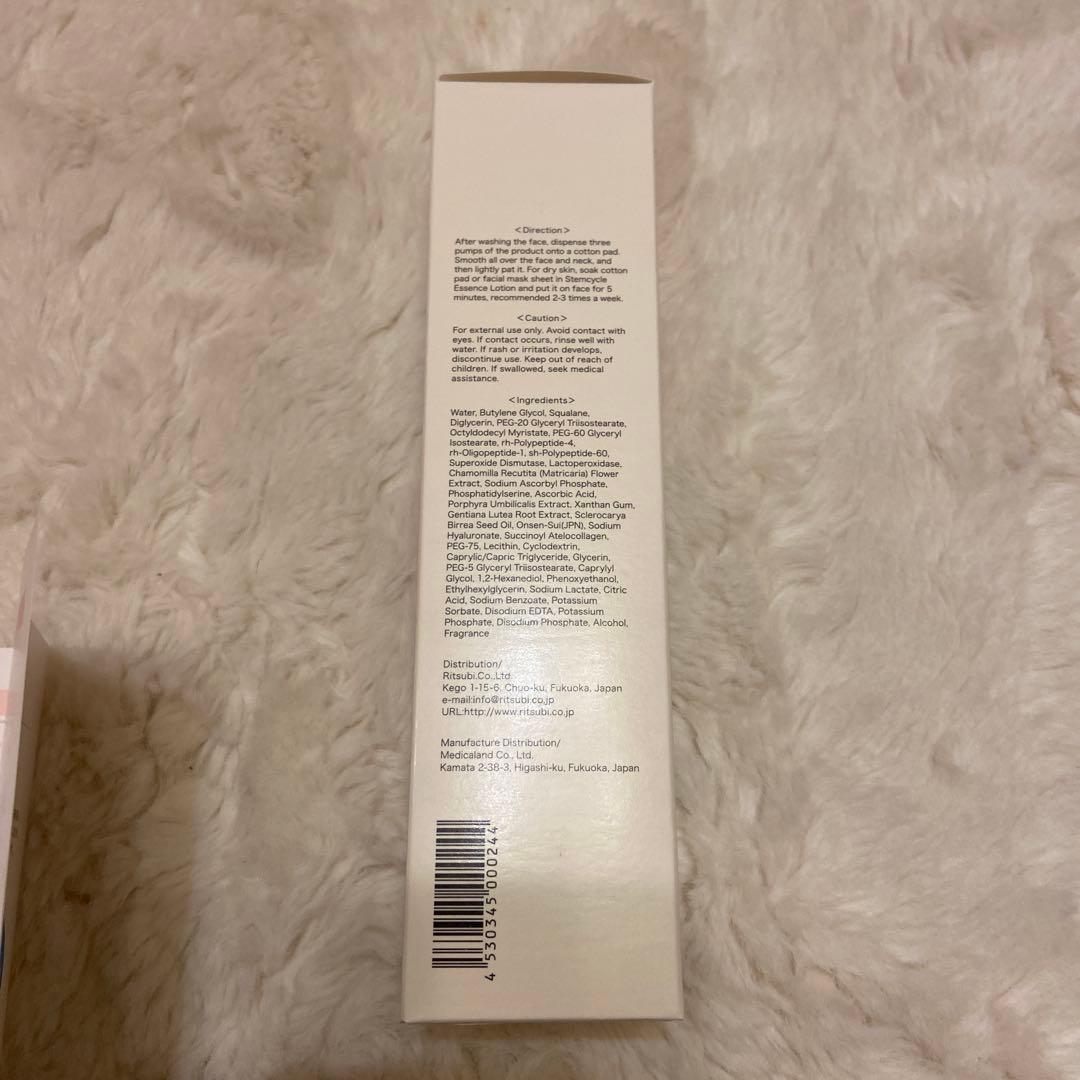 <Direction>
After washing the face, dispense three
pumps of the product onto a cotton pad.
Smooth all over the face and neck, and
then lightly pat it. For dry skin, soak cotton
pad or facial mask sheet in Stemcycle
Essence Lotion and put it on face for 5
minutes, recommended 2-3 times a week.
<Caution>
For external use only. Avoid contact with
eyes. If contact occurs, rinse well with
water. If rash or irritation develops,
discontinue use. Keep out of reach of
children. If swallowed, seek medical
assistance.
<Ingredients>
Water, Butylene Glycol, Squalane,
Diglycerin, PEG-20 Glyceryl Triisostearate,
Octyldodecyl Myristate, PEG-60 Glyceryl
Isostearate, rh-Polypeptide-4,
rh-Oligopeptide-1, sh-Polypeptide-60,
Superoxide Dismutase, Lactoperoxidase,
Chamomilla Recutita (Matricaria) Flower
Extract, Sodium Ascorbyl Phosphate,
Phosphatidylserine, Ascorbic Acid,
Porphyra Umbilicalis Extract, Xanthan Gum,
Gentiana Lutea Root Extract, Sclerocarya
Birrea Seed Oil, Onsen-Sui(JPN), Sodium
Hyaluronate, Succinoyl Atelocollagen,
PEG-75, Lecithin, Cyclodextrin,
Caprylic/Capric Triglyceride, Glycerin,
PEG-5 Glyceryl Triisostearate, Caprylyl
Glycol, 1,2-Hexanediol, Phenoxyethanol,
Ethylhexylglycerin, Sodium Lactate, Citric
Acid, Sodium Benzoate, Potassium
Sorbate, Disodium EDTA, Potassium
Phosphate, Disodium Phosphate, Alcohol,
Fragrance
Distribution/
Ritsubi.Co.,Ltd.
Kego 1-15-6, Chuo-ku, Fukuoka, Japan
e-mail:info@ritsubi.co.jp
URL:http://www.ritsubi.co.jp
Manufacture Distribution/
Medicaland Co., Ltd.
Kamata 2-38-3, Higashi-ku, Fukuoka, Japan
4 530345 000244